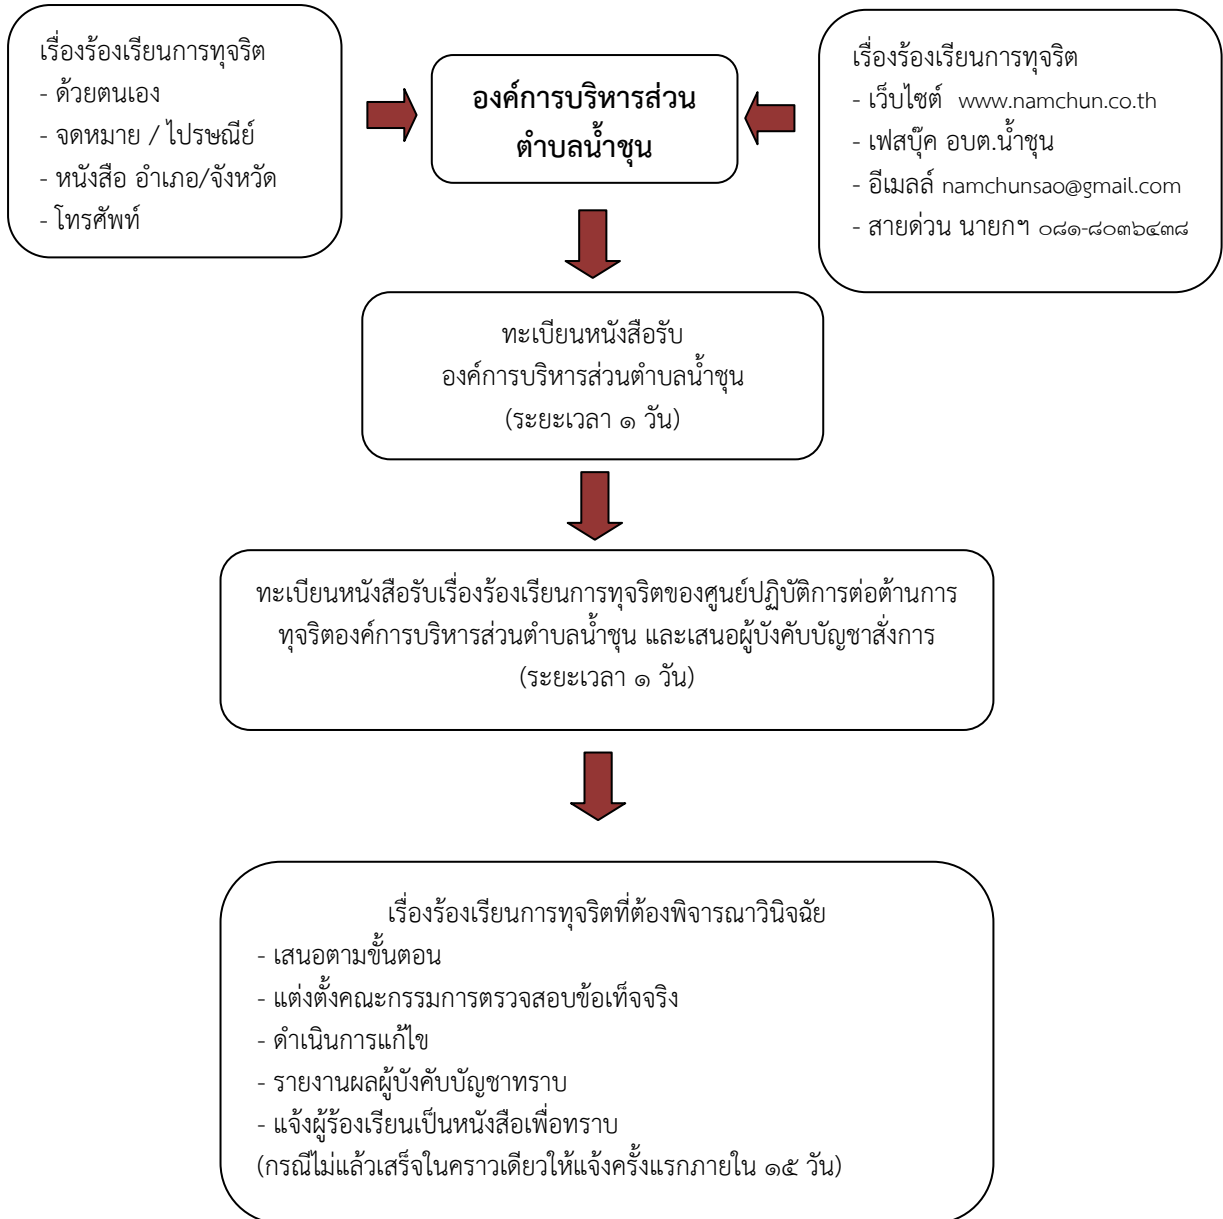 เรื่องร้องเรียนการทุจริต
- ด้วยตนเอง
- จดหมาย / ไปรษณีย์
- หนังสือ อำเภอ/จังหวัด
- โทรศัพท์
องค์การบริหารส่วน
ตำบลน้ำชุน
เรื่องร้องเรียนการทุจริต
- เว็บไซต์ www.namchun.co.th
- เฟสบุ๊ค อบต.น้ำชุน
- อีเมลล์ namchunsao@gmail.com
- สายด่วน นายกฯ ๐๘๑-๘๐๓๖๔๓๘
ทะเบียนหนังสือรับ
องค์การบริหารส่วนตำบลน้ำชุน
(ระยะเวลา ๑ วัน)
ทะเบียนหนังสือรับเรื่องร้องเรียนการทุจริตของศูนย์ปฏิบัติการต่อต้านการ
ทุจริตองค์การบริหารส่วนตำบลน้ำชุน และเสนอผู้บังคับบัญชาสั่งการ
(ระยะเวลา ๑ วัน)
เรื่องร้องเรียนการทุจริตที่ต้องพิจารณาวินิจฉัย
- เสนอตามขั้นตอน
- แต่งตั้งคณะกรรมการตรวจสอบข้อเท็จจริง
- ดำเนินการแก้ไข
- รายงานผลผู้บังคับบัญชาทราบ
- แจ้งผู้ร้องเรียนเป็นหนังสือเพื่อทราบ
(กรณีไม่แล้วเสร็จในคราวเดียวให้แจ้งครั้งแรกภายใน ๑๕ วัน)